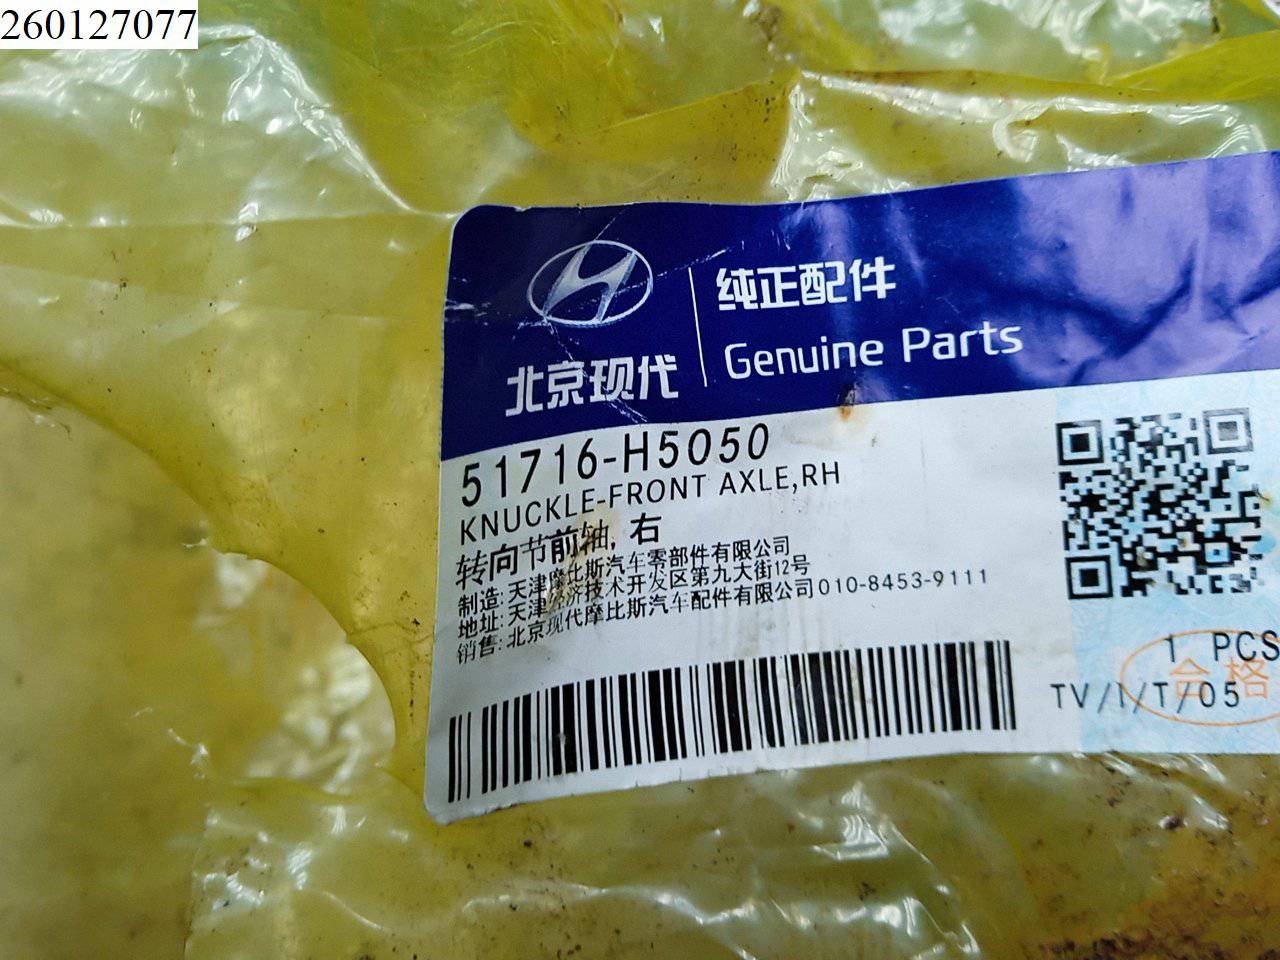 260127077
纯正配件
Genuine Parts
北京现代
51716-H5050
KNUCKLE-FRONT AXLE,RH
转向节前轴, 右
制造: 天津摩比斯汽车零部件有限公司
地址: 天津经济技术开发区第九大街12号
销售: 北京现代摩比斯汽车配件有限公司010-8453-9111
1 PCS
合格
TV/I/T/05